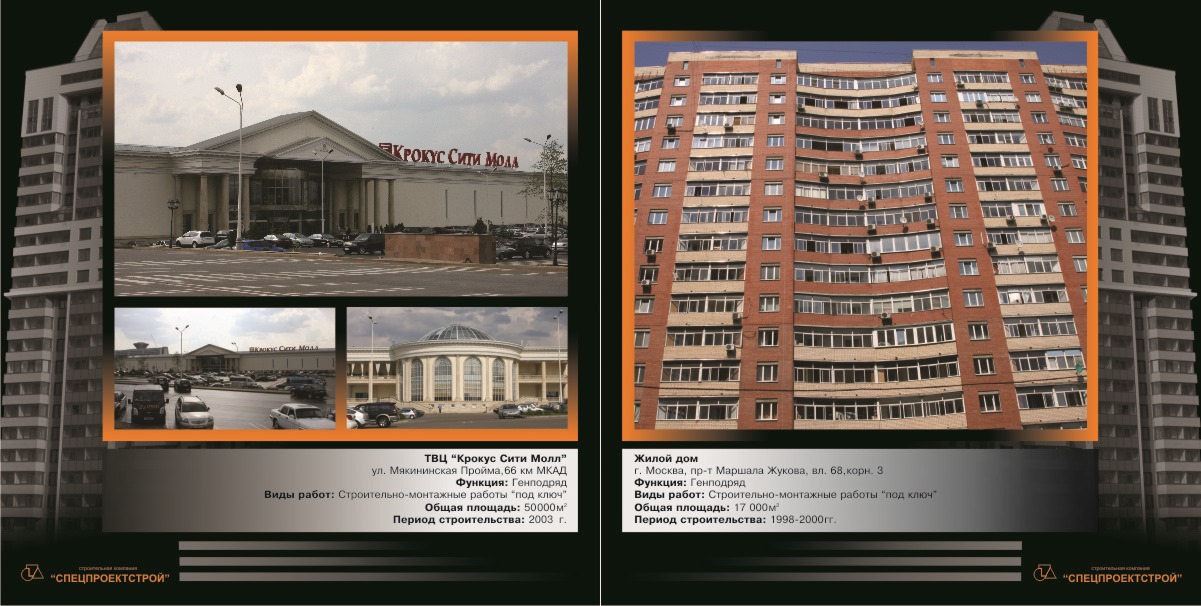 Крокус Сити Молл
Крокус Сити Молл
ТВЦ “Крокус Сити Молл”
ул. Мякининская Пройма,66 км МКАД
Функция: Генподряд
Виды работ: Строительно-монтажные работы “под ключ”
Общая площадь: 50000м²
Период строительства: 2003 г.
строительная компания
“СПЕЦПРОЕКТСТРОЙ”
Жилой дом
г. Москва, пр-т Маршала Жукова, вл. 68,корн. 3
Функция: Генподряд
Виды работ: Строительно-монтажные работы “под ключ”
Общая площадь: 17 000м²
Период строительства: 1998-2000гг.
строительная компания
“СПЕЦПРОЕКТСТРОЙ”